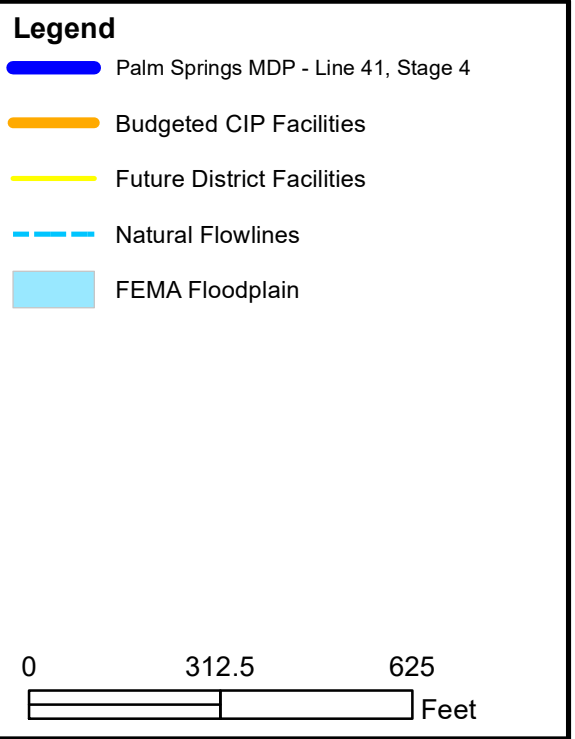 Legend
Palm Springs MDP - Line 41, Stage 4
Budgeted CIP Facilities
Future District Facilities
Natural Flowlines
FEMA Floodplain
0 312.5 625
Feet